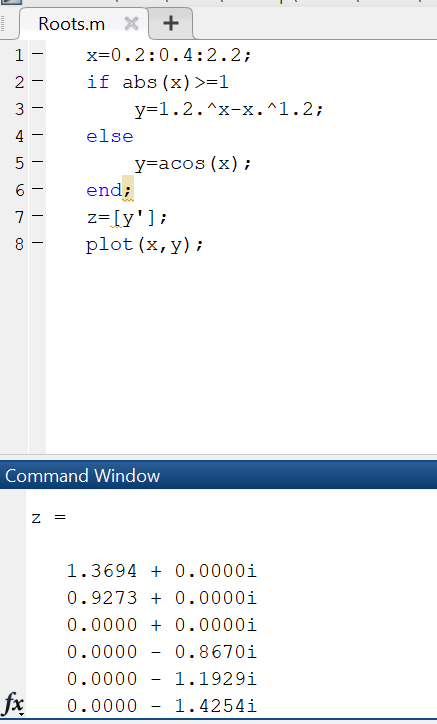 Roots.m
1 – x=0.2:0.4:2.2;
2 – if abs(x)>=1
3 – y=1.2.^x-x.^1.2;
4 – else
5 – y=acos(x);
6 – end;
7 – z=[y'];
8 – plot(x,y);
Command Window
z =
1.3694 + 0.0000i
0.9273 + 0.0000i
0.0000 + 0.0000i
0.0000 - 0.8670i
0.0000 - 1.1929i
fx 0.0000 - 1.4254i